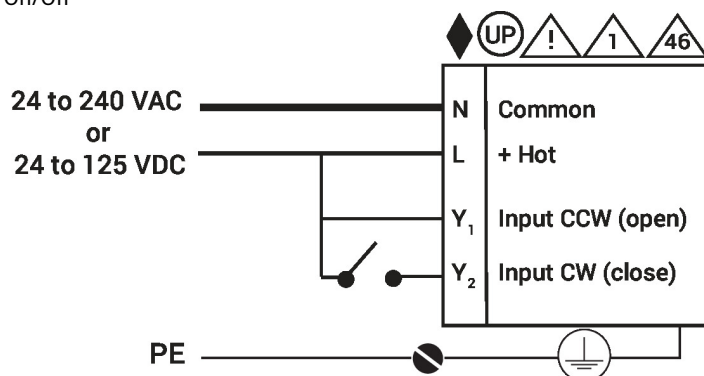 On/Off
UP ! 1 46
24 to 240 VAC
or
24 to 125 VDC
N Common
L + Hot
Y1 Input CCW (open)
Y2 Input CW (close)
PE